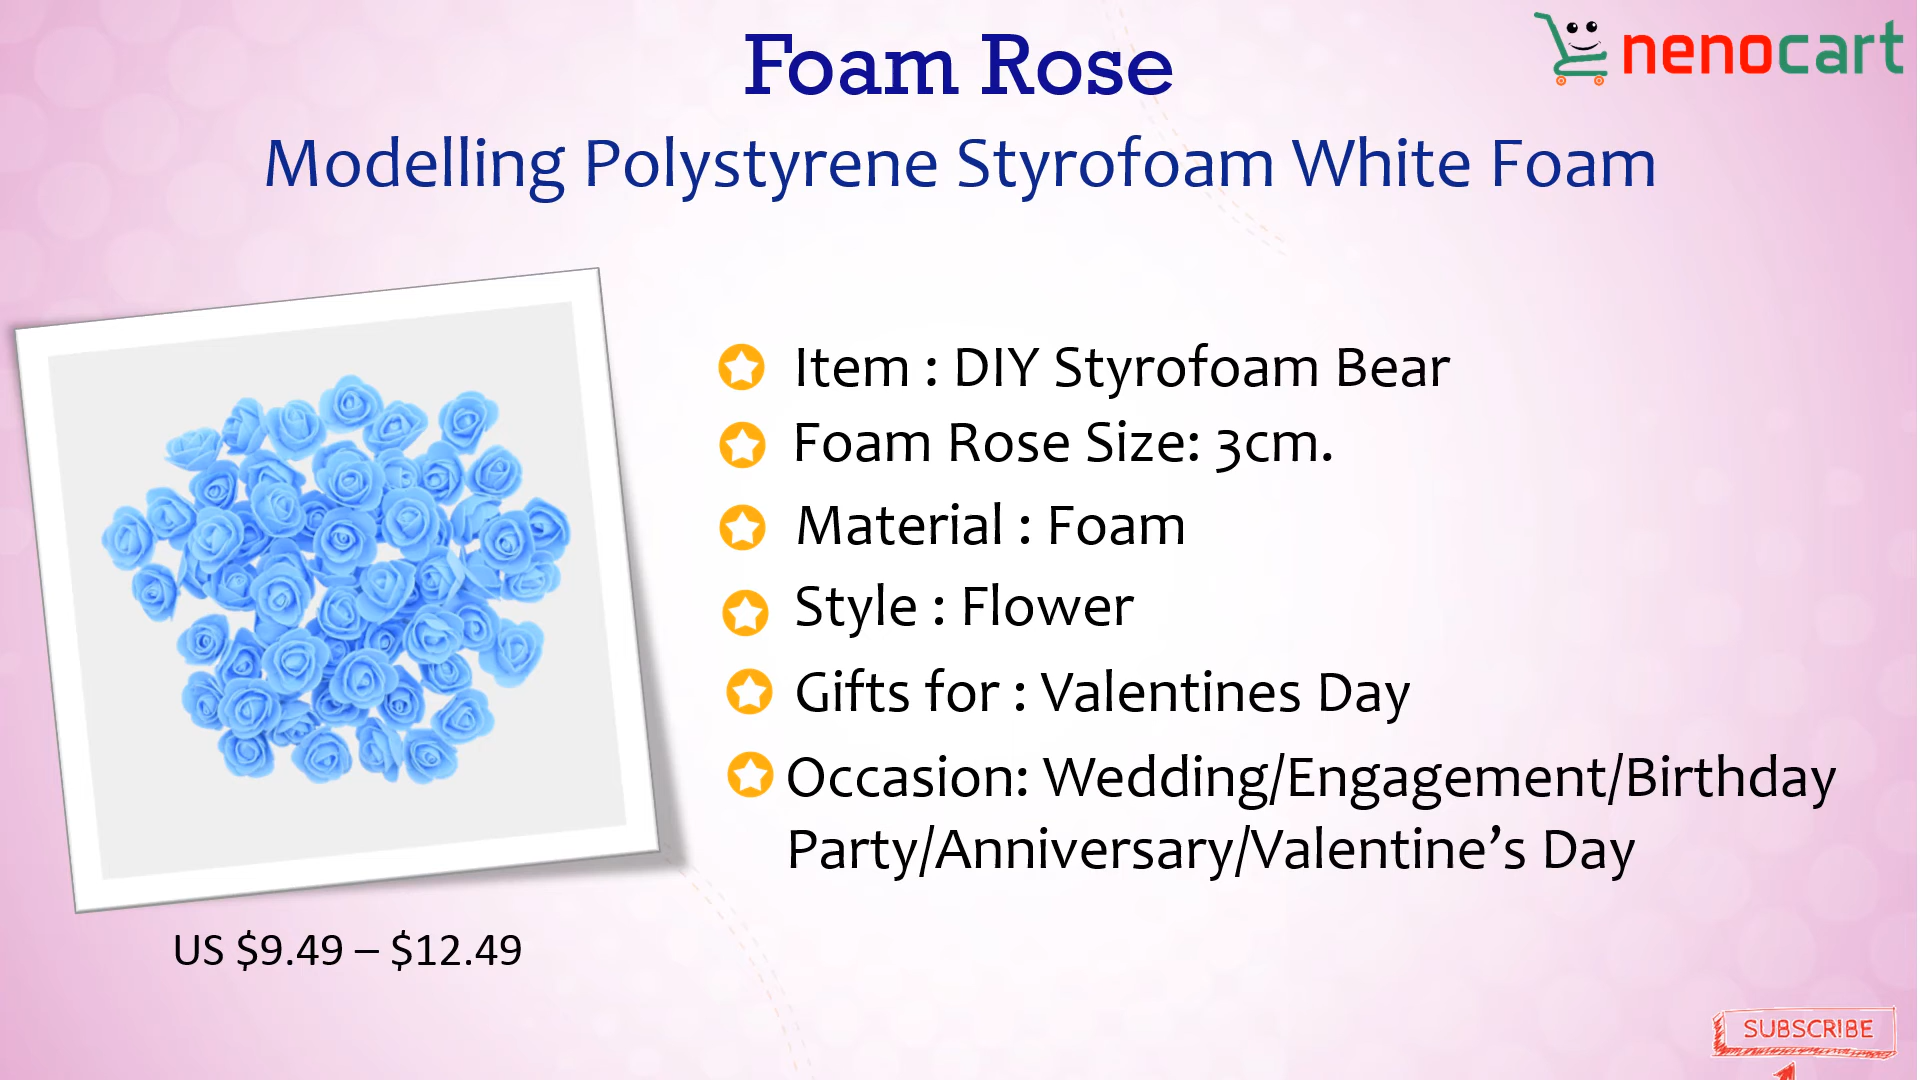 Foam Rose
nenocart
Modelling Polystyrene Styrofoam White Foam
Item : DIY Styrofoam Bear
Foam Rose Size: 3cm.
Material : Foam
Style : Flower
Gifts for : Valentines Day
Occasion: Wedding/Engagement/Birthday
Party/Anniversary/Valentine’s Day
US $9.49 – $12.49
SUBSCRIBE